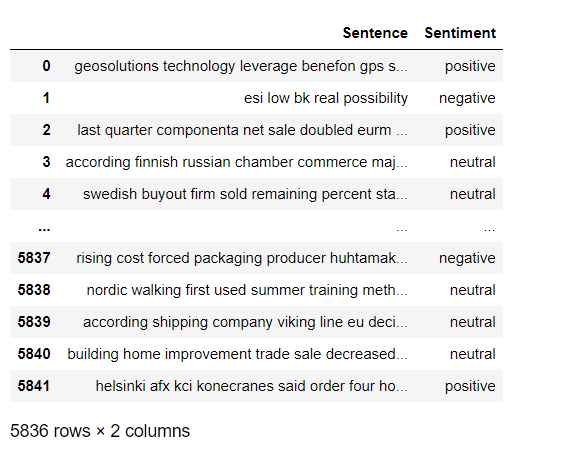 Sentence Sentiment
0 geosolutions technology leverage benefon gps s... positive
1 esi low bk real possibility negative
2 last quarter componenta net sale doubled eurm ... positive
3 according finnish russian chamber commerce maj... neutral
4 swedish buyout firm sold remaining percent sta... neutral
... ... ...
5837 rising cost forced packaging producer huhtamak... negative
5838 nordic walking first used summer training meth... neutral
5839 according shipping company viking line eu deci... neutral
5840 building home improvement trade sale decreased... neutral
5841 helsinki afx kci konecranes said order four ho... positive
5836 rows × 2 columns